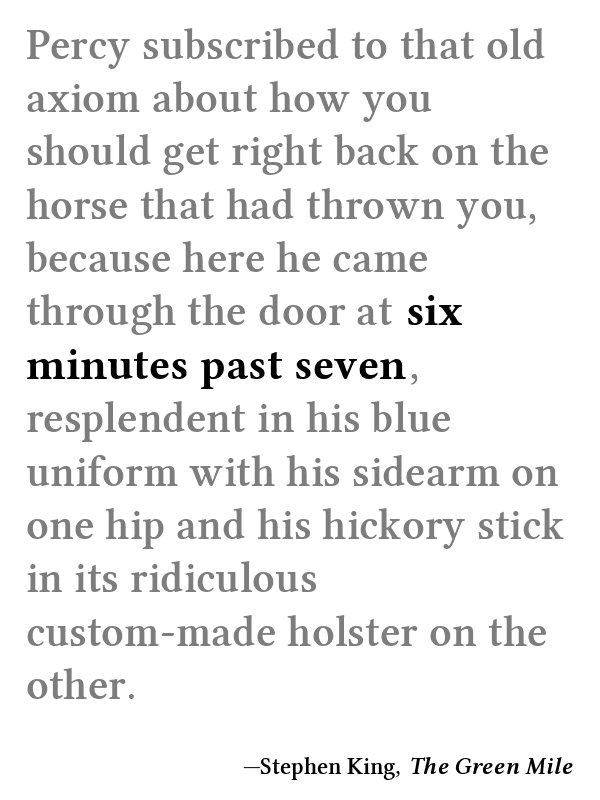 Percy subscribed to that old
axiom about how you
should get right back on the
horse that had thrown you,
because here he came
through the door at six
minutes past seven,
resplendent in his blue
uniform with his sidearm on
one hip and his hickory stick
in its ridiculous
custom-made holster on the
other.
—Stephen King, The Green Mile